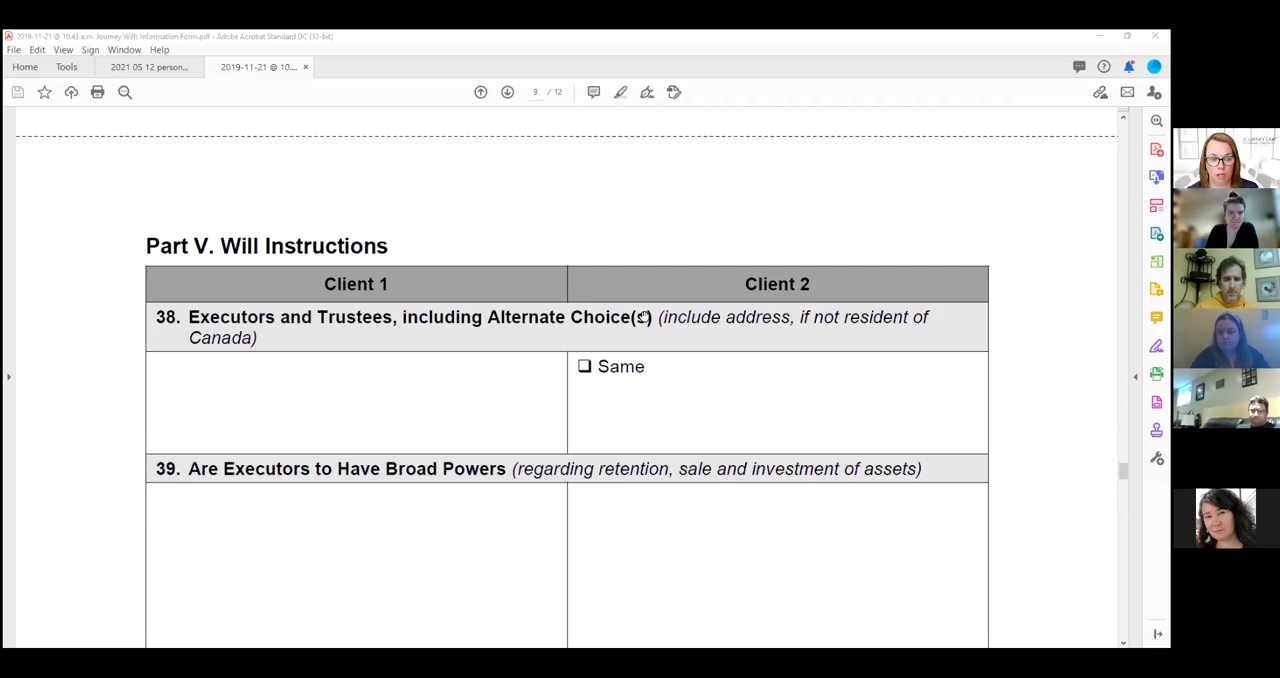 2019-11-21 @ 10.43 a.m. Journey Wills Information Form.pdf - Adobe Acrobat Standard DC (32-bit)
File Edit View Sign Window Help
Home Tools 2021 05 12 person... 2019-11-21 @ 10.... ×
9 / 12
Part V. Will Instructions
Client 1 Client 2
38. Executors and Trustees, including Alternate Choice(s) (include address, if not resident of
Canada)
Same
39. Are Executors to Have Broad Powers (regarding retention, sale and investment of assets)